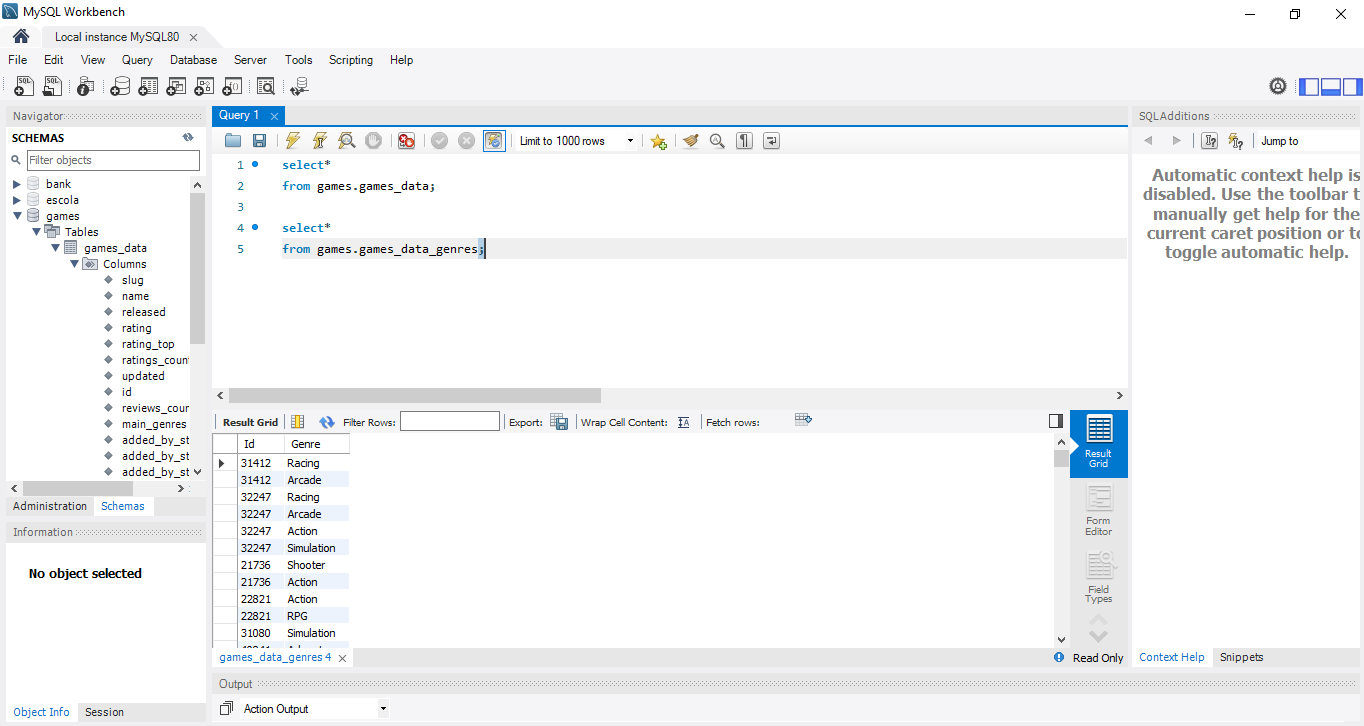 MySQL Workbench
Local instance MySQL80
File Edit View Query Database Server Tools Scripting Help
Navigator
SCHEMAS
Filter objects
bank
escola
games
Tables
games_data
Columns
slug
name
released
rating
rating_top
ratings_coun
updated
id
reviews_cour
main_genres
added_by_st
added_by_st
added_by_st
Administration Schemas
Information
No object selected
Object Info Session
Query 1
Limit to 1000 rows
1 select*
2 from games.games_data;
3
4 select*
5 from games.games_data_genres;
Result Grid Filter Rows: Export: Wrap Cell Content: Fetch rows:
Id Genre
31412 Racing
31412 Arcade
32247 Racing
32247 Arcade
32247 Action
32247 Simulation
21736 Shooter
21736 Action
22821 Action
22821 RPG
31080 Simulation
games_data_genres 4
Result
Grid
Form
Editor
Field
Types
Read Only
Output
Action Output
SQLAdditions
Jump to
Automatic context help is
disabled. Use the toolbar t
manually get help for the
current caret position or to
toggle automatic help.
Context Help Snippets